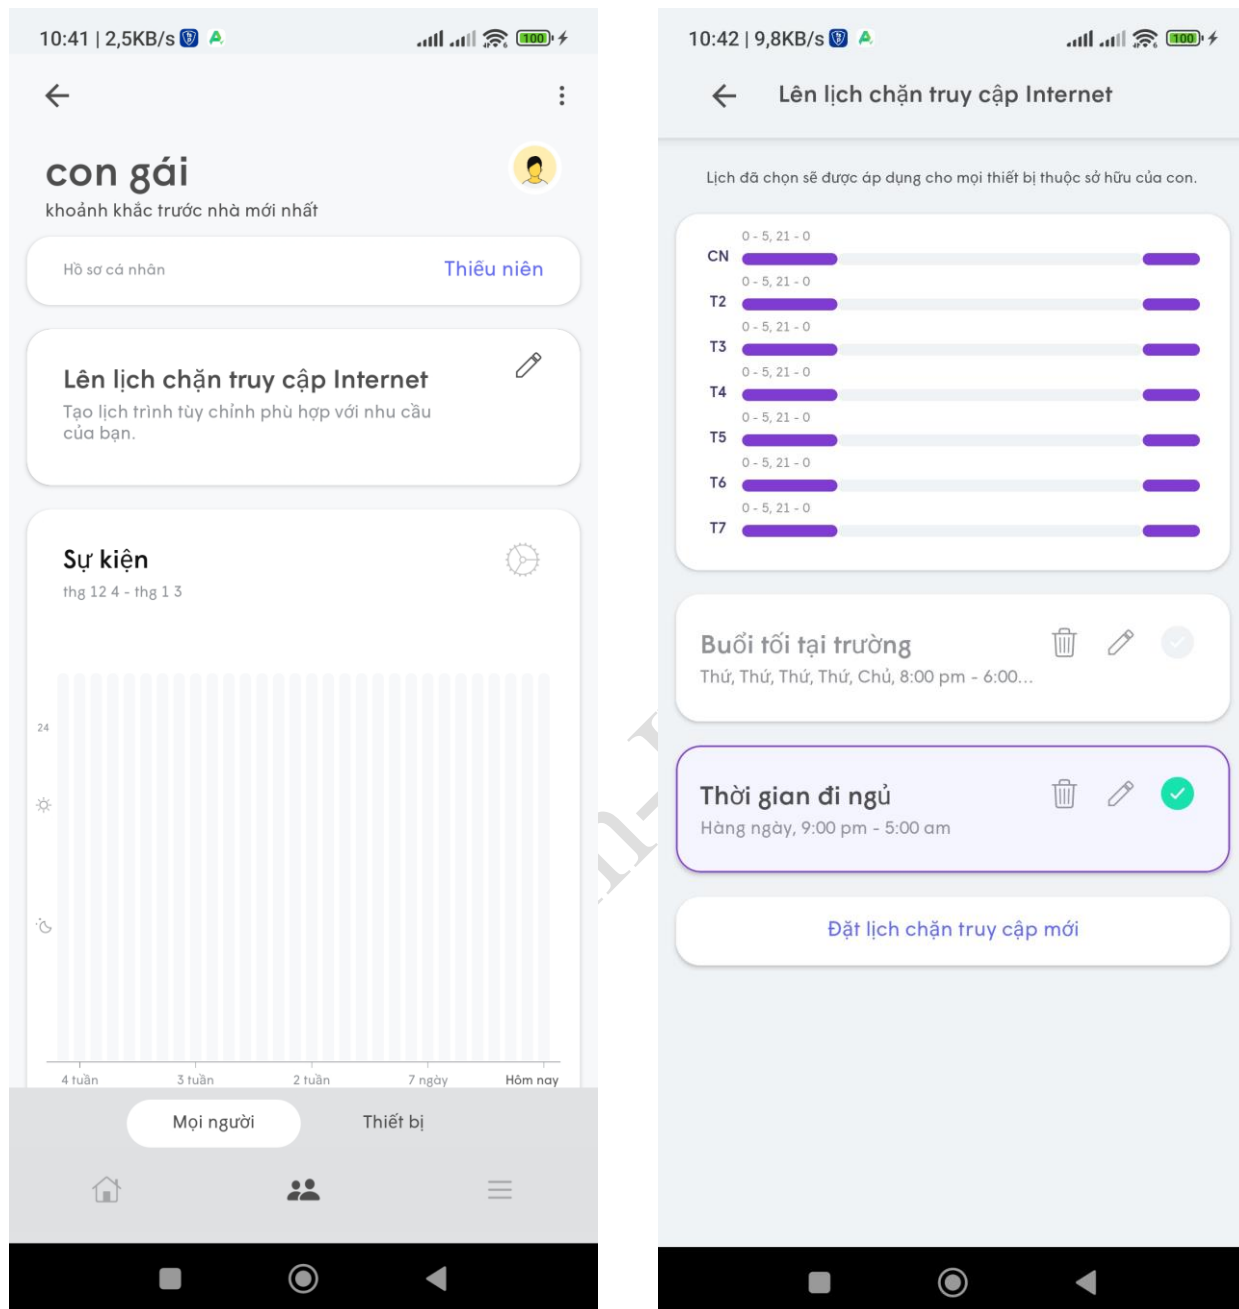 10:41 | 2,5KB/s
100
con gái
khoảnh khắc trước nhà mới nhất
Hồ sơ cá nhân
Thiếu niên
Lên lịch chặn truy cập Internet
Tạo lịch trình tùy chỉnh phù hợp với nhu cầu
của bạn.
Sự kiện
thg 12 4 - thg 1 3
24
4 tuần
3 tuần
2 tuần
7 ngày
Hôm nay
Mọi người
Thiết bị
10:42 | 9,8KB/s
100
Lên lịch chặn truy cập Internet
Lịch đã chọn sẽ được áp dụng cho mọi thiết bị thuộc sở hữu của con.
0 - 5, 21 - 0
CN
0 - 5, 21 - 0
T2
0 - 5, 21 - 0
T3
0 - 5, 21 - 0
T4
0 - 5, 21 - 0
T5
0 - 5, 21 - 0
T6
0 - 5, 21 - 0
T7
Buổi tối tại trường
Thứ, Thứ, Thứ, Thứ, Chủ, 8:00 pm - 6:00...
Thời gian đi ngủ
Hàng ngày, 9:00 pm - 5:00 am
Đặt lịch chặn truy cập mới